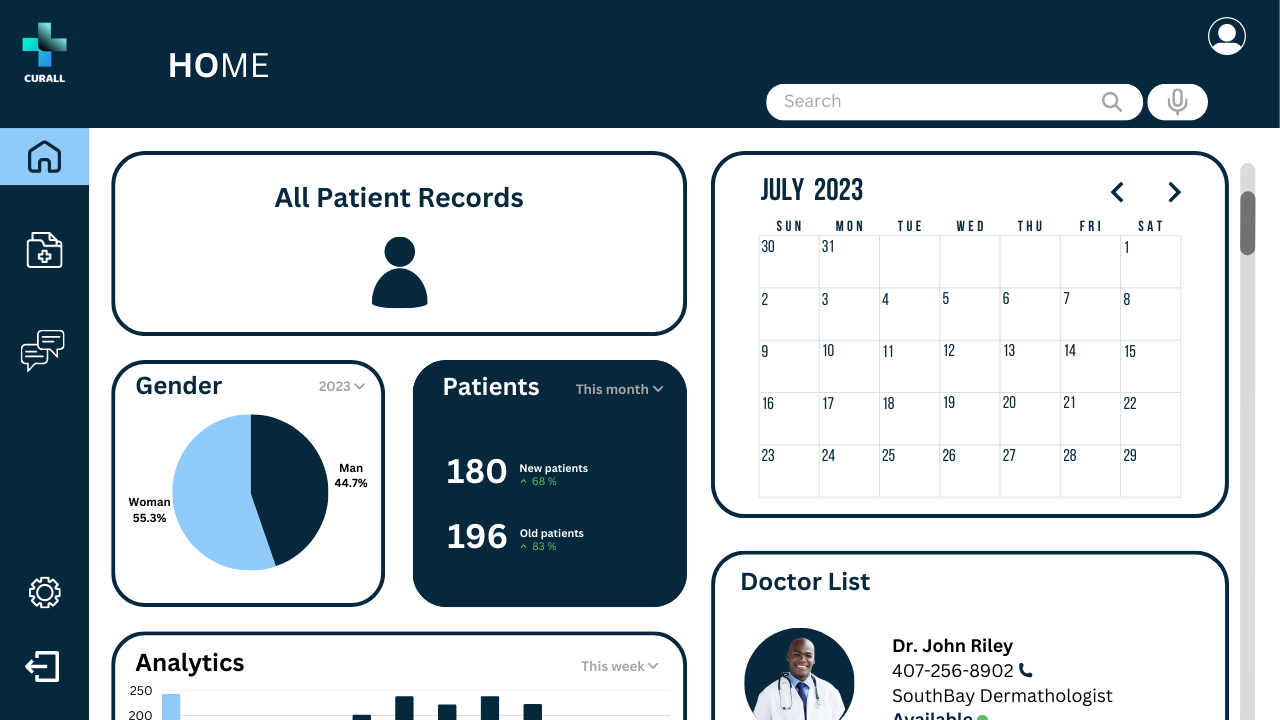 CURALL
HOME
Search
All Patient Records
Gender
2023
Man
44.7%
Woman
55.3%
Patients
This month
180
New patients
68 %
196
Old patients
83 %
Analytics
This week
250
200
JULY 2023
SUN MON TUE WED THU FRI SAT
30 31 1
2 3 4 5 6 7 8
9 10 11 12 13 14 15
16 17 18 19 20 21 22
23 24 25 26 27 28 29
Doctor List
Dr. John Riley
407-256-8902
SouthBay Dermathologist
Available